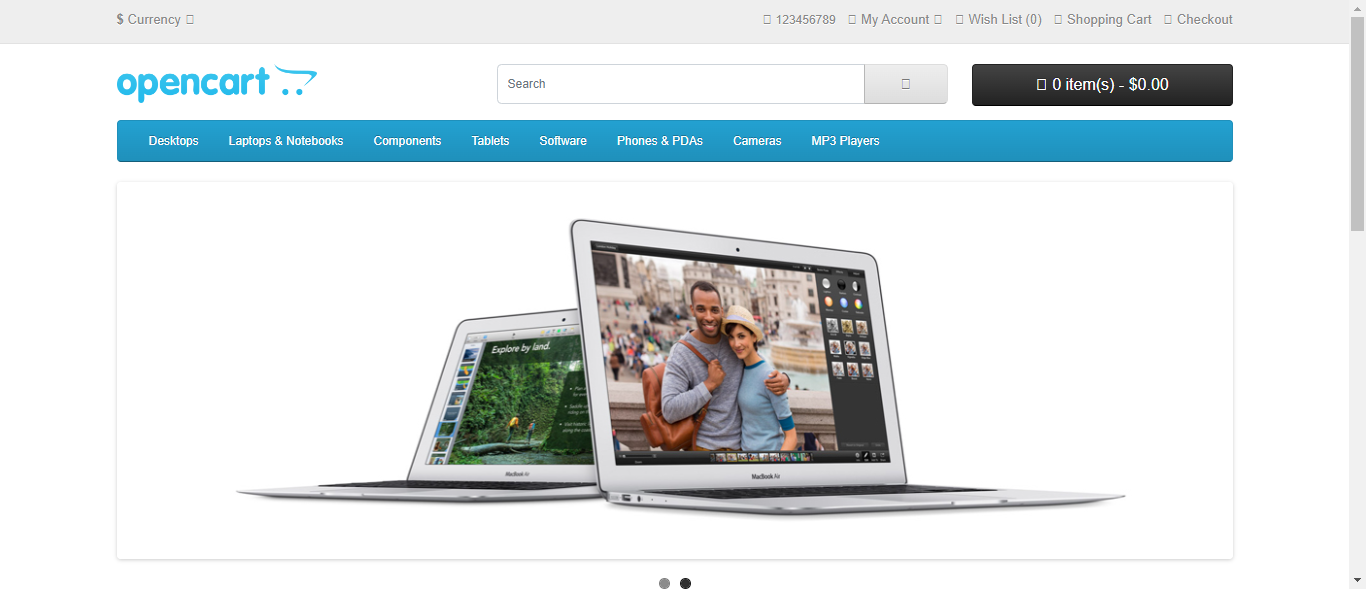 $ Currency
123456789 My Account Wish List (0) Shopping Cart Checkout
opencart
Search
0 item(s) - $0.00
Desktops Laptops & Notebooks Components Tablets Software Phones & PDAs Cameras MP3 Players
Explore by land.
MacBook Air
MacBook Air